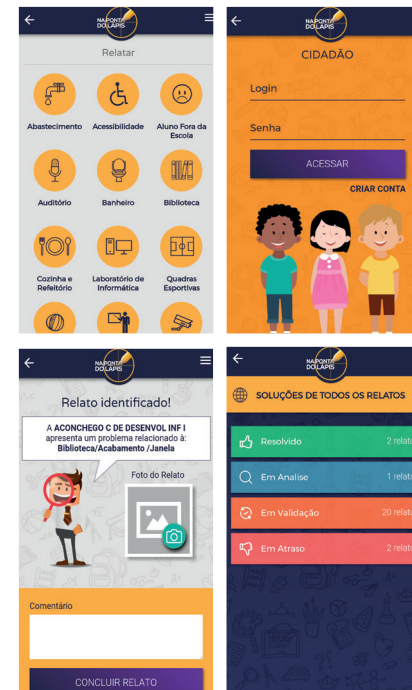 NA PONTA
DO LÁPIS
Relatar
Abastecimento
Acessibilidade
Aluno Fora da
Escola
Auditório
Banheiro
Biblioteca
Cozinha e
Refeitório
Laboratório de
Informática
Quadras
Esportivas
NA PONTA
DO LÁPIS
CIDADÃO
Login
Senha
ACESSAR
CRIAR CONTA
NA PONTA
DO LÁPIS
Relato identificado!
A ACONCHEGO C DE DESENVOL INF I
apresenta um problema relacionado à:
Biblioteca/Acabamento /Janela
Foto do Relato
Comentário
CONCLUIR RELATO
NA PONTA
DO LÁPIS
SOLUÇÕES DE TODOS OS RELATOS
Resolvido 2 relato
Em Analise 1 relato
Em Validação 20 relato
Em Atraso 2 relato